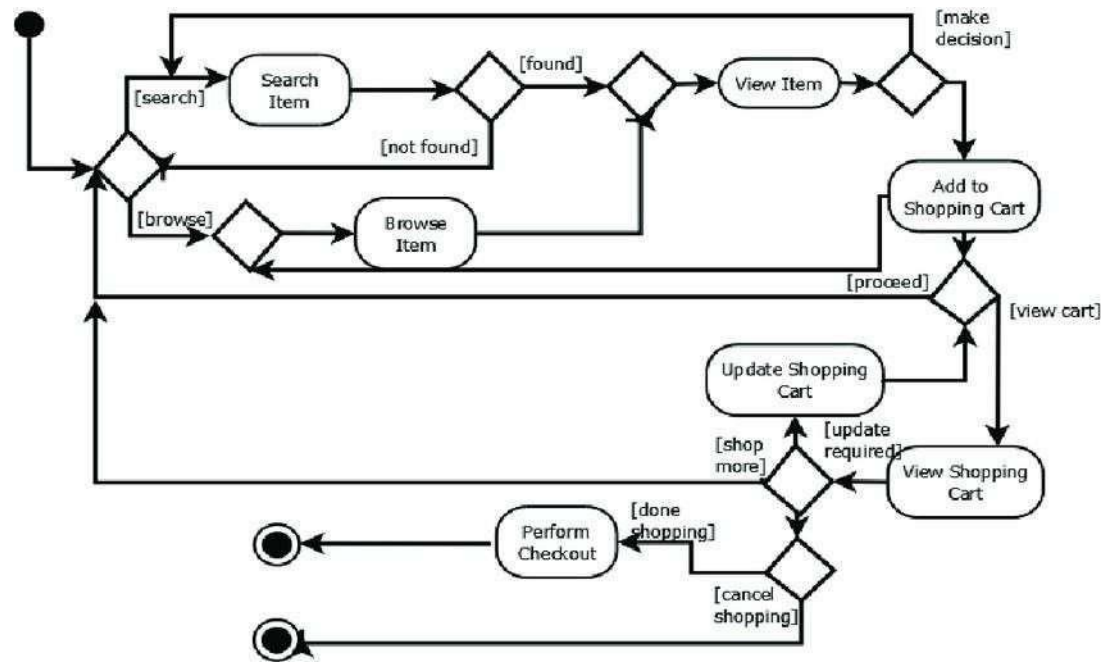 [make
decision]
[found]
Search
Item
View Item
[search]
[not found]
Add to
Shopping Cart
[browse]
Browse
Item
[proceed]
[view cart]
Update Shopping
Cart
[shop
more]
[update
required]
View Shopping
Cart
[done
shopping]
Perform
Checkout
[cancel
shopping]